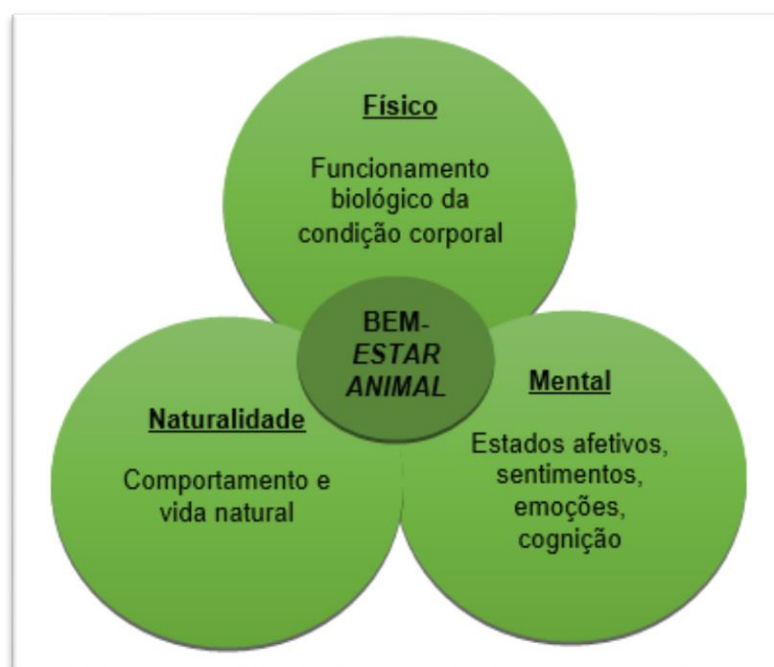 Físico
Funcionamento
biológico da
condição corporal
BEM-
ESTAR
ANIMAL
Naturalidade
Comportamento e
vida natural
Mental
Estados afetivos,
sentimentos,
emoções,
cognição